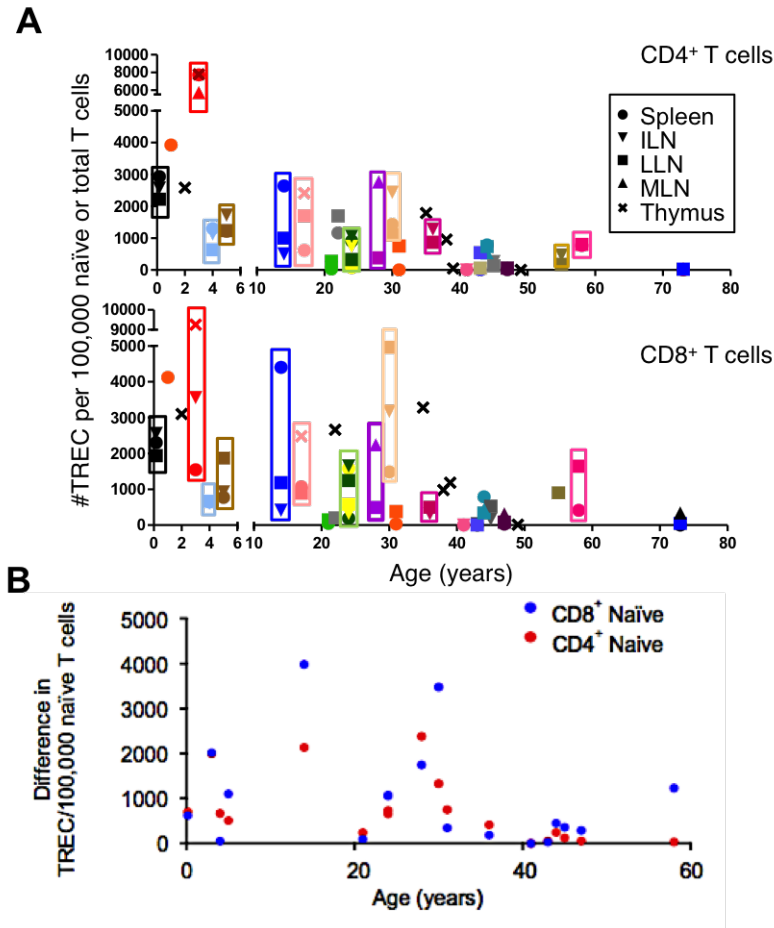 A
CD4⁺ T cells
10000
8000
6000
5000
4000
3000
2000
1000
0
Spleen
ILN
LLN
MLN
Thymus
0 2 4 6 10 20 30 40 50 60 70 80
#TREC per 100,000 naïve or total T cells
CD8⁺ T cells
10000
9000
5000
4000
3000
2000
1000
0
0 2 4 6 10 20 30 40 50 60 70 80
Age (years)
B
CD8⁺ Naïve
CD4⁺ Naive
5000
4000
3000
2000
1000
0
Difference in
TREC/100,000 naïve T cells
0 20 40 60
Age (years)